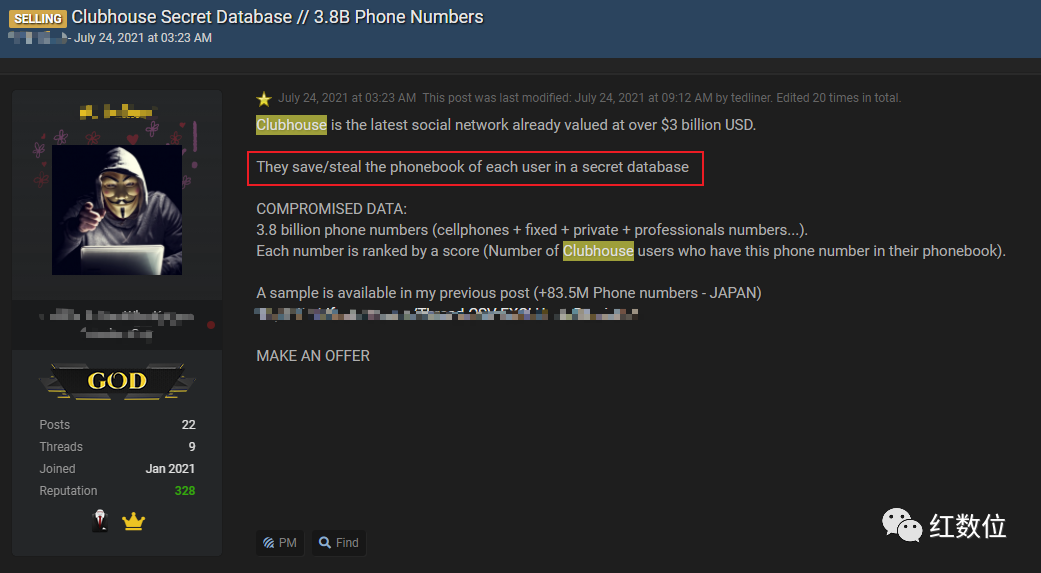 SELLING Clubhouse Secret Database // 3.8B Phone Numbers
- July 24, 2021 at 03:23 AM
July 24, 2021 at 03:23 AM This post was last modified: July 24, 2021 at 09:12 AM by tedliner. Edited 20 times in total.
Clubhouse is the latest social network already valued at over $3 billion USD.
They save/steal the phonebook of each user in a secret database
COMPROMISED DATA:
3.8 billion phone numbers (cellphones + fixed + private + professionals numbers...).
Each number is ranked by a score (Number of Clubhouse users who have this phone number in their phonebook).
A sample is available in my previous post (+83.5M Phone numbers - JAPAN)
MAKE AN OFFER
GOD
Posts 22
Threads 9
Joined Jan 2021
Reputation 328
PM Find
红数位